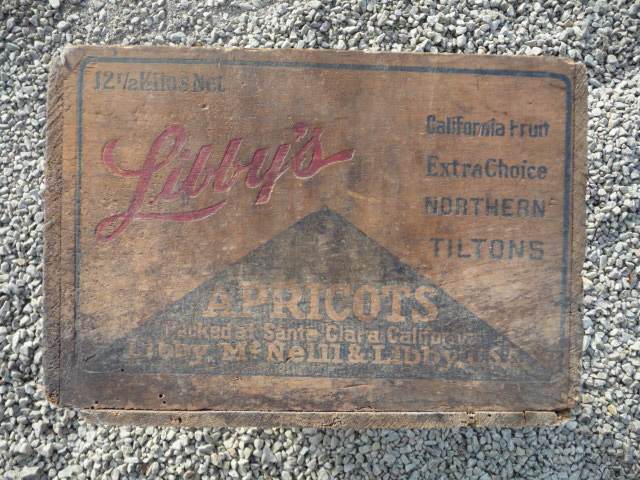 12½ Kilos Net
Libby's
California Fruit
Extra Choice
NORTHERN
TILTONS
APRICOTS
Packed at Santa Clara California
Libby, McNeill & Libby, U.S.A.